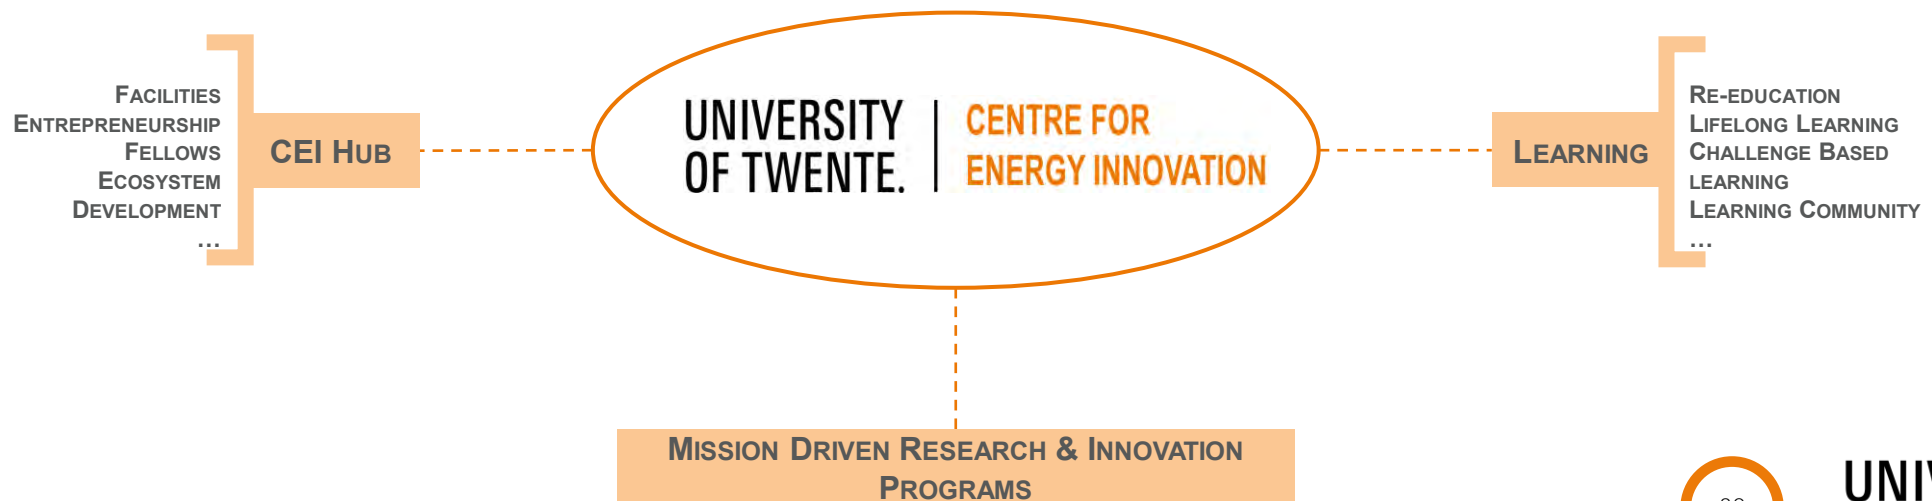 FACILITIES
ENTREPRENEURSHIP
FELLOWS
ECOSYSTEM
DEVELOPMENT
...
CEI HUB
UNIVERSITY
OF TWENTE.
CENTRE FOR
ENERGY INNOVATION
LEARNING
RE-EDUCATION
LIFELONG LEARNING
CHALLENGE BASED
LEARNING
LEARNING COMMUNITY
...
MISSION DRIVEN RESEARCH & INNOVATION
PROGRAMS